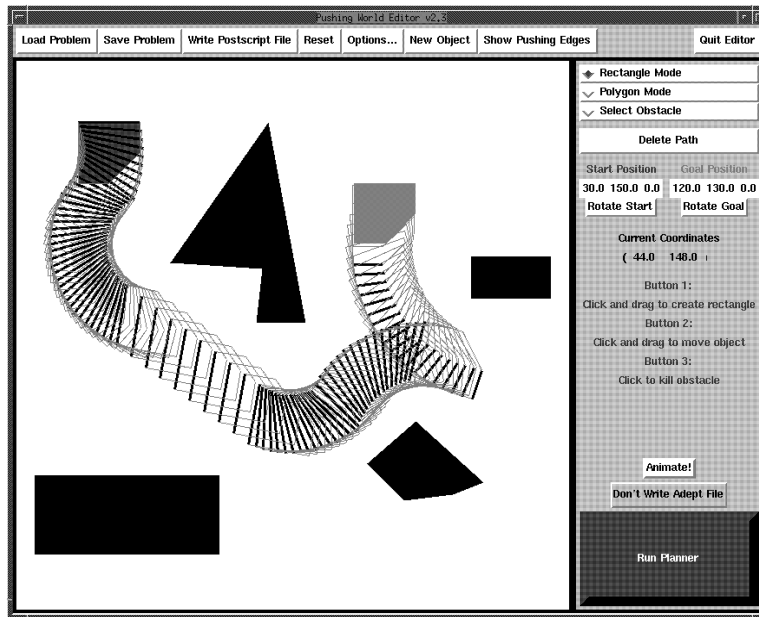 Pushing World Editor v2.3
Load Problem Save Problem Write Postscript File Reset Options... New Object Show Pushing Edges Quit Editor
Rectangle Mode
Polygon Mode
Select Obstacle
Delete Path
Start Position Goal Position
30.0 150.0 0.0 120.0 130.0 0.0
Rotate Start Rotate Goal
Current Coordinates
( 44.0 148.0
Button 1:
Click and drag to create rectangle
Button 2:
Click and drag to move object
Button 3:
Click to kill obstacle
Animate!
Don't Write Adept File
Run Planner